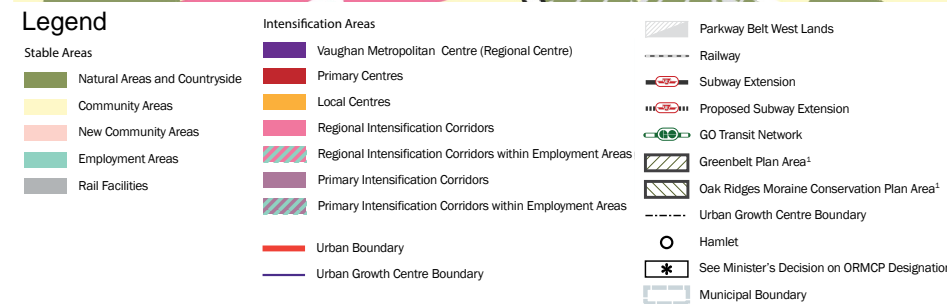 Legend
Stable Areas
Natural Areas and Countryside
Community Areas
New Community Areas
Employment Areas
Rail Facilities
Intensification Areas
Vaughan Metropolitan Centre (Regional Centre)
Primary Centres
Local Centres
Regional Intensification Corridors
Regional Intensification Corridors within Employment Areas
Primary Intensification Corridors
Primary Intensification Corridors within Employment Areas
Urban Boundary
Urban Growth Centre Boundary
Parkway Belt West Lands
Railway
Subway Extension
Proposed Subway Extension
GO Transit Network
Greenbelt Plan Area¹
Oak Ridges Moraine Conservation Plan Area¹
Urban Growth Centre Boundary
Hamlet
See Minister's Decision on ORMCP Designation
Municipal Boundary